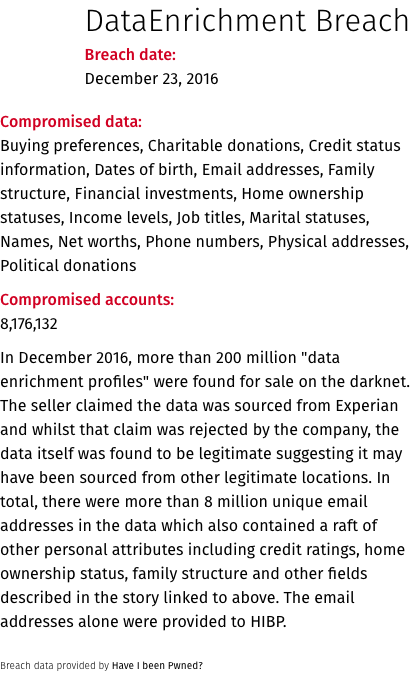 DataEnrichment Breach
Breach date:
December 23, 2016
Compromised data:
Buying preferences, Charitable donations, Credit status
information, Dates of birth, Email addresses, Family
structure, Financial investments, Home ownership
statuses, Income levels, Job titles, Marital statuses,
Names, Net worths, Phone numbers, Physical addresses,
Political donations
Compromised accounts:
8,176,132
In December 2016, more than 200 million "data
enrichment profiles" were found for sale on the darknet.
The seller claimed the data was sourced from Experian
and whilst that claim was rejected by the company, the
data itself was found to be legitimate suggesting it may
have been sourced from other legitimate locations. In
total, there were more than 8 million unique email
addresses in the data which also contained a raft of
other personal attributes including credit ratings, home
ownership status, family structure and other fields
described in the story linked to above. The email
addresses alone were provided to HIBP.
Breach data provided by Have I been Pwned?